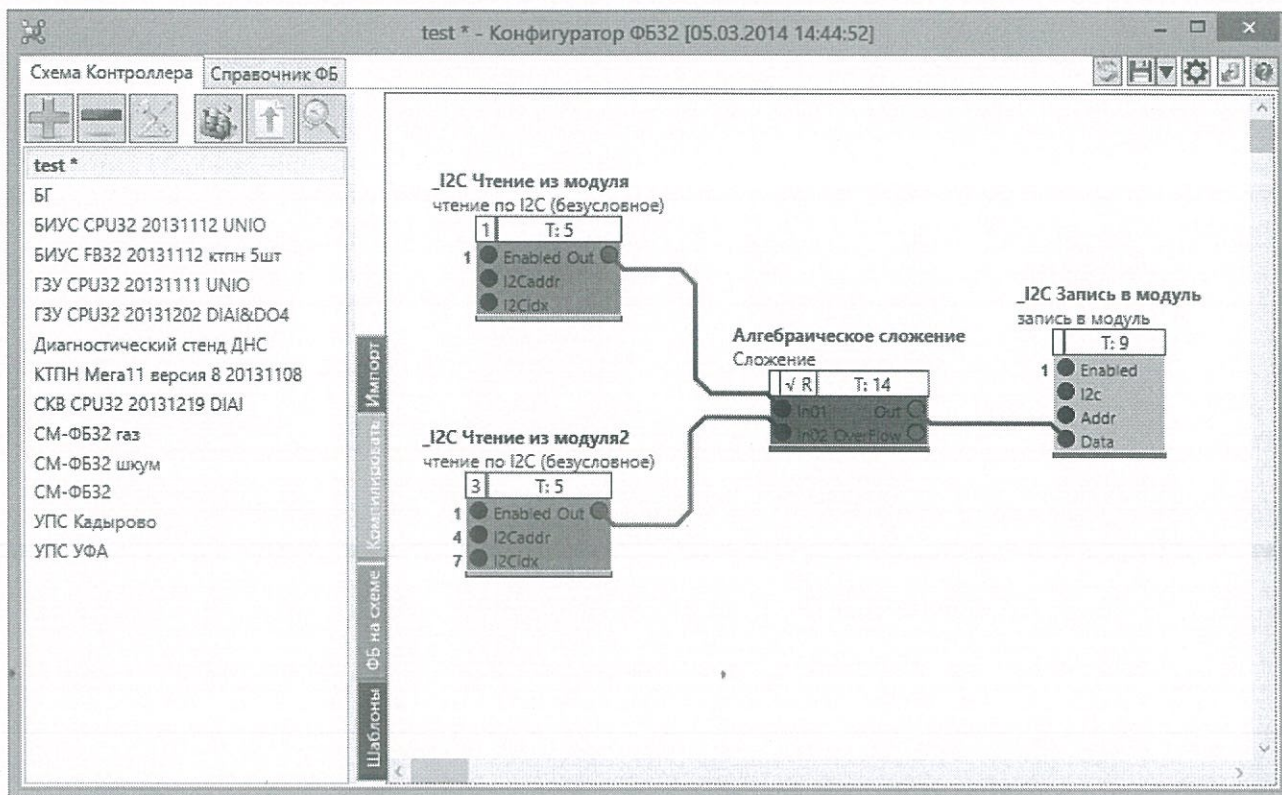 test * - Конфигуратор ФБ32 [05.03.2014 14:44:52]
Схема Контроллера
Справочник ФБ
test *
БГ
БИУС CPU32 20131112 UNIO
БИУС FB32 20131112 ктпн 5шт
ГЗУ CPU32 20131111 UNIO
ГЗУ CPU32 20131202 DIAI&DO4
Диагностический стенд ДНС
КТПН Мега11 версия 8 20131108
СКВ CPU32 20131219 DIAI
СМ-ФБ32 газ
СМ-ФБ32 шкум
СМ-ФБ32
УПС Кадырово
УПС УФА
Импорт
Компилировать
ФБ на схеме
Шаблоны
_I2C Чтение из модуля
чтение по I2C (безусловное)
1 T: 5
1 Enabled Out
I2Caddr
I2Cidx
_I2C Чтение из модуля2
чтение по I2C (безусловное)
3 T: 5
1 Enabled Out
4 I2Caddr
7 I2Cidx
Алгебраическое сложение
Сложение
√ R T: 14
In01 Out
In02 OverFlow
_I2C Запись в модуль
запись в модуль
T: 9
1 Enabled
I2c
Addr
Data